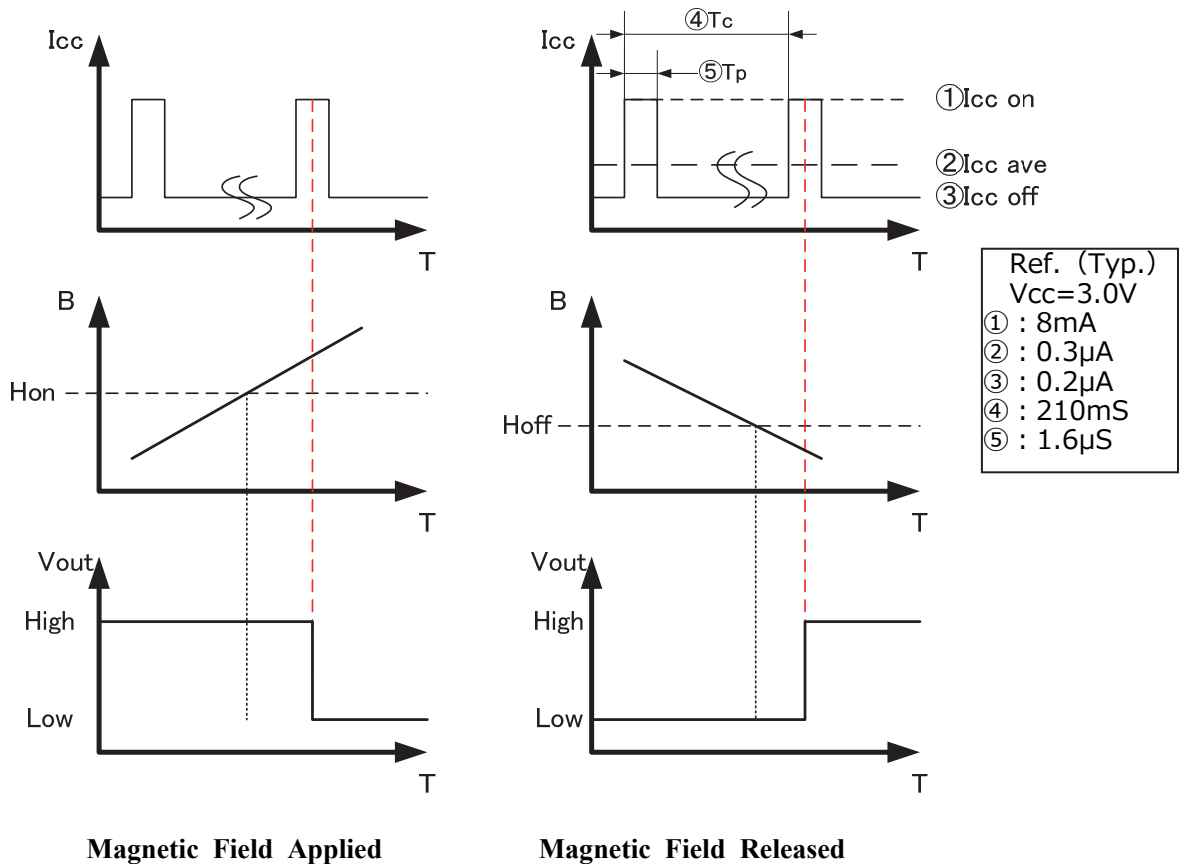 Icc
T
B
Hon
T
Vout
High
Low
T
Magnetic Field Applied
④Tc
Icc
⑤Tp
①Icc on
②Icc ave
③Icc off
T
B
Hoff
T
Vout
High
Low
T
Magnetic Field Released
Ref. (Typ.)
Vcc=3.0V
①：8mA
②：0.3μA
③：0.2μA
④：210mS
⑤：1.6μS